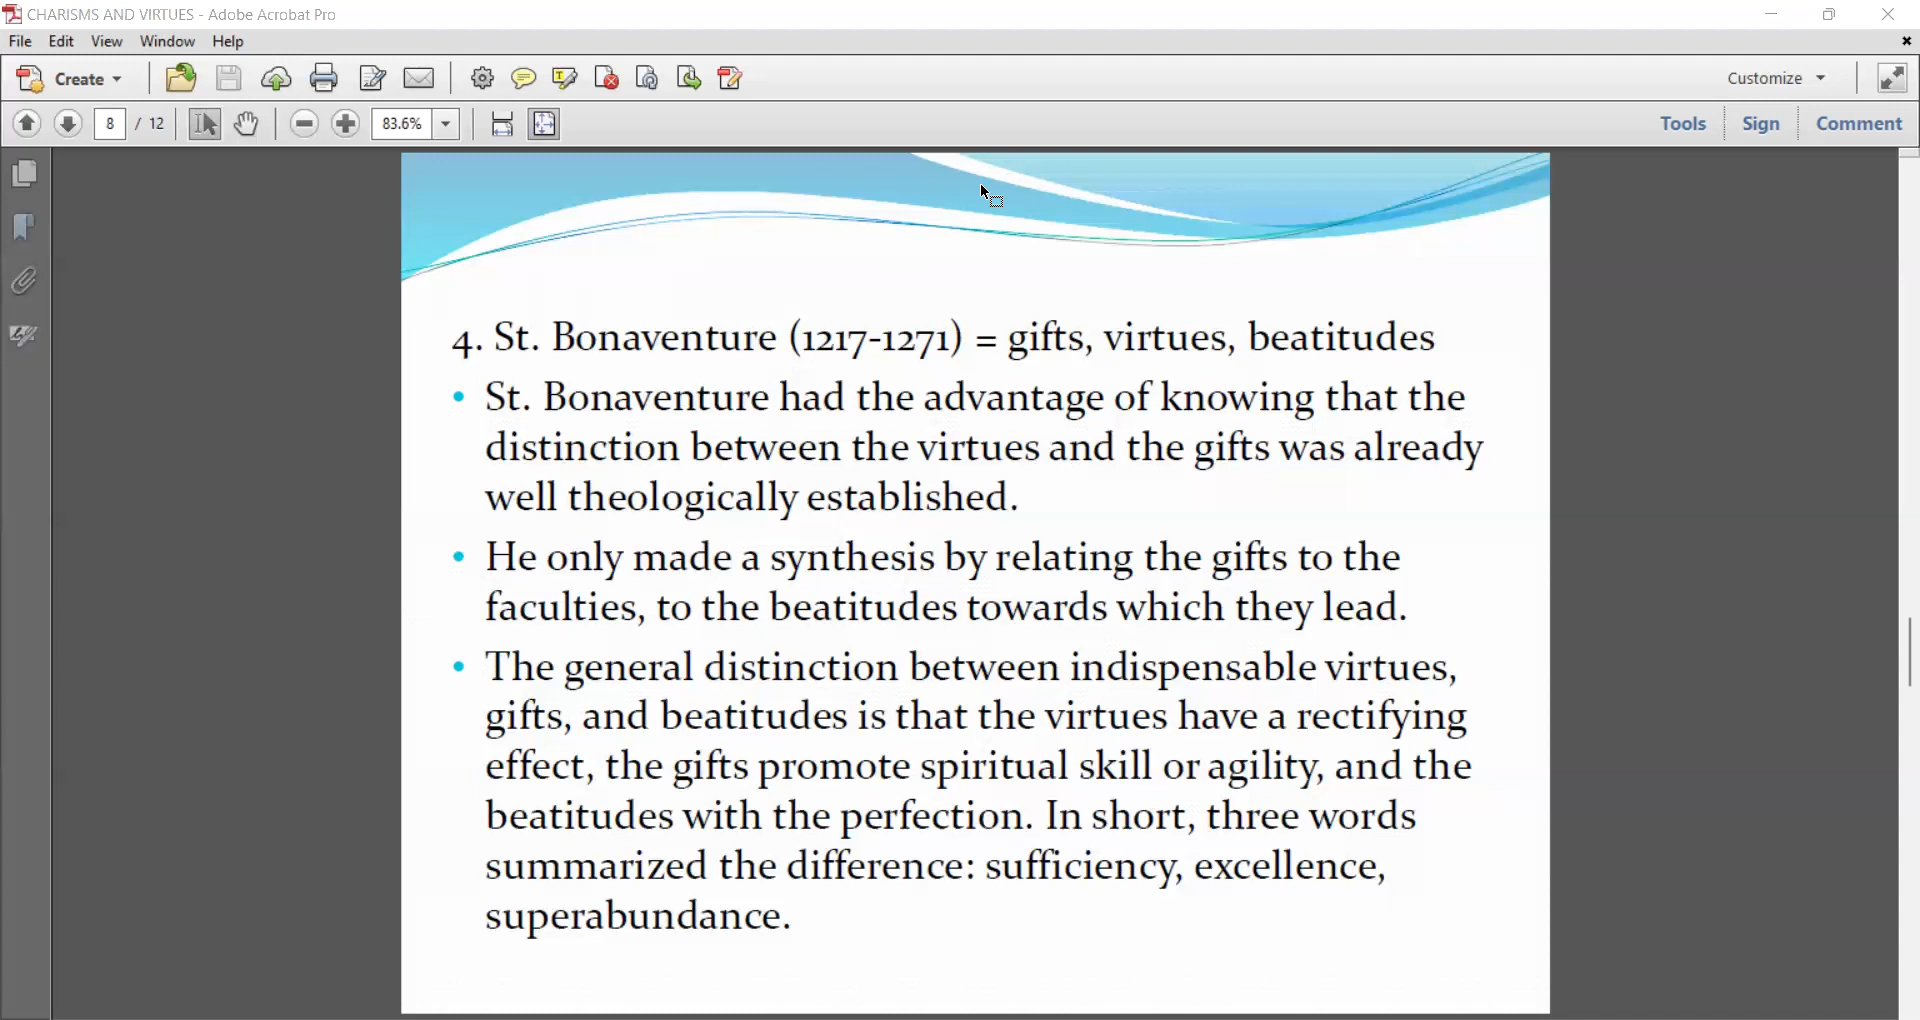 CHARISMS AND VIRTUES - Adobe Acrobat Pro
File Edit View Window Help
Create Customize
8 / 12 83.6% Tools Sign Comment
4. St. Bonaventure (1217-1271) = gifts, virtues, beatitudes
• St. Bonaventure had the advantage of knowing that the
distinction between the virtues and the gifts was already
well theologically established.
• He only made a synthesis by relating the gifts to the
faculties, to the beatitudes towards which they lead.
• The general distinction between indispensable virtues,
gifts, and beatitudes is that the virtues have a rectifying
effect, the gifts promote spiritual skill or agility, and the
beatitudes with the perfection. In short, three words
summarized the difference: sufficiency, excellence,
superabundance.